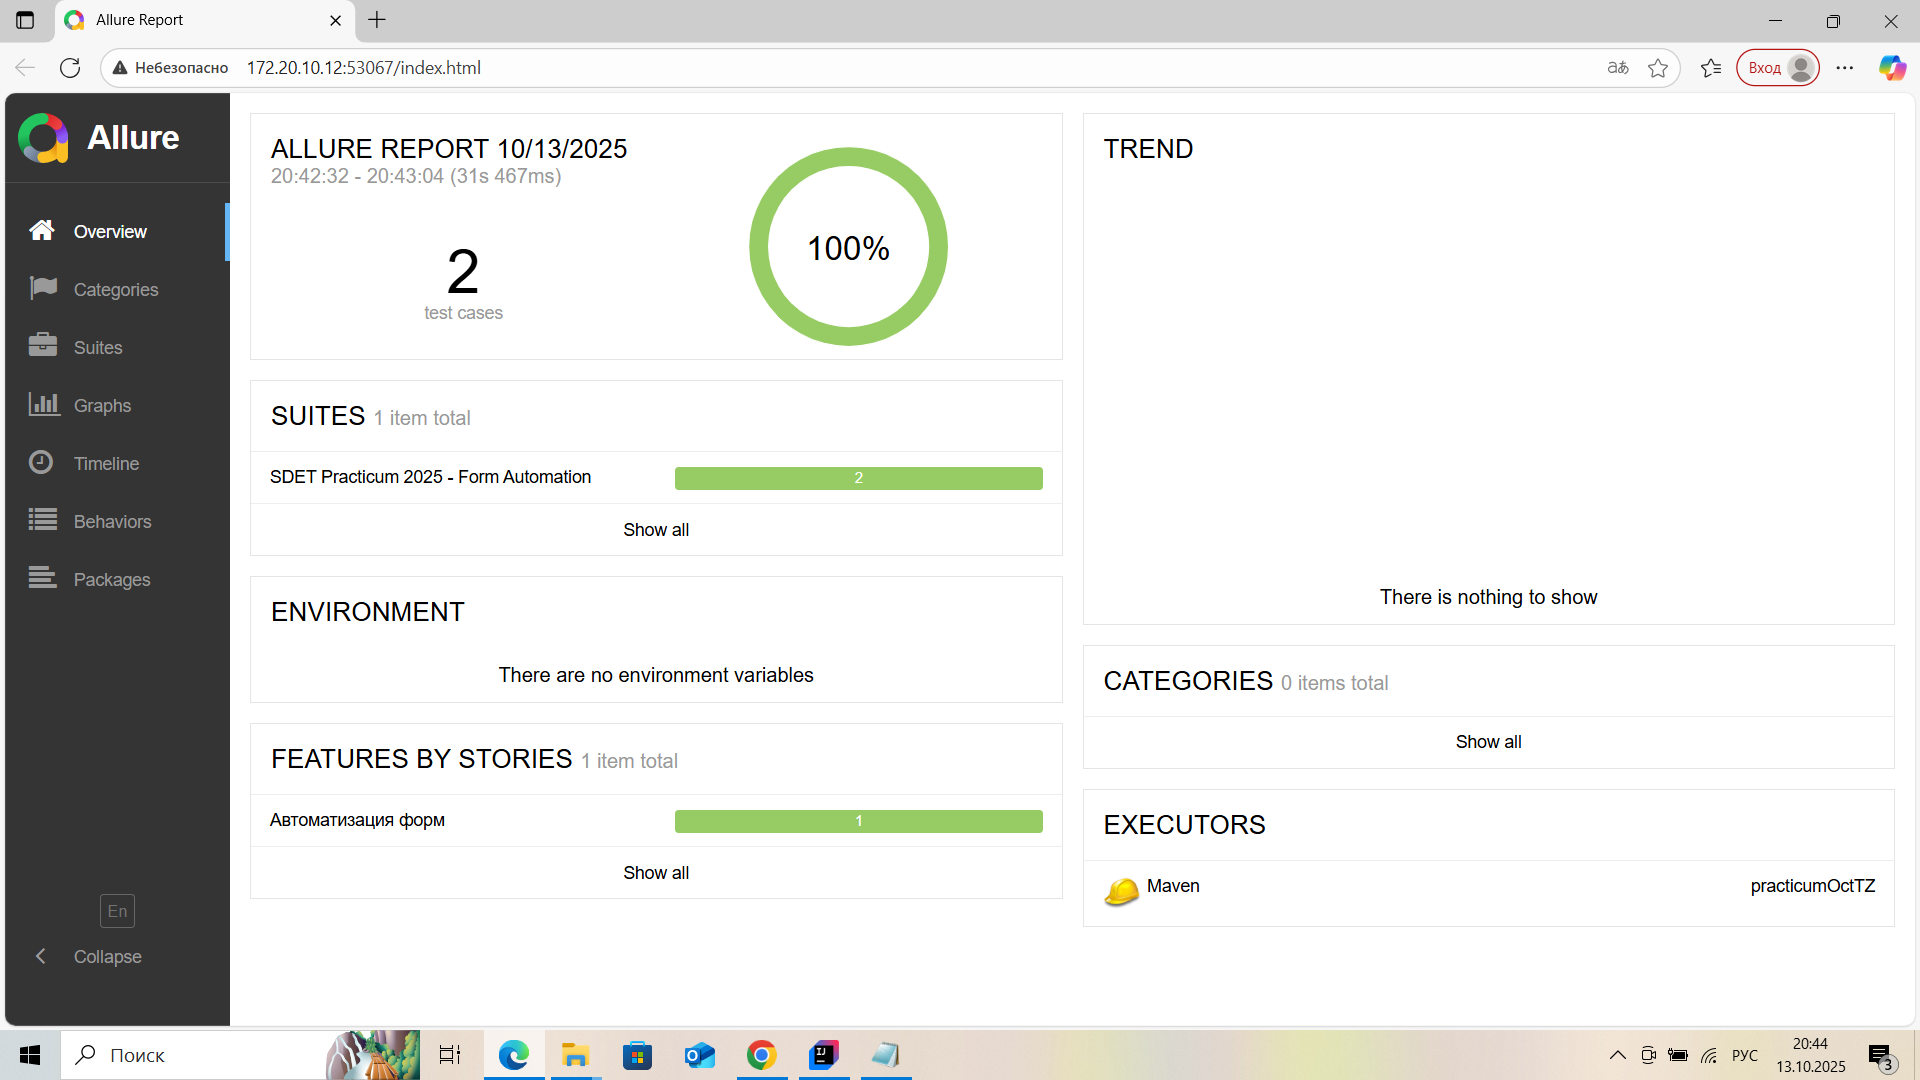 Allure Report
Небезопасно
172.20.10.12:53067/index.html
аあ
Вход
Allure
Overview
Categories
Suites
Graphs
Timeline
Behaviors
Packages
En
Collapse
ALLURE REPORT 10/13/2025
20:42:32 - 20:43:04 (31s 467ms)
2
test cases
100%
SUITES 1 item total
SDET Practicum 2025 - Form Automation
2
Show all
ENVIRONMENT
There are no environment variables
FEATURES BY STORIES 1 item total
Автоматизация форм
1
Show all
TREND
There is nothing to show
CATEGORIES 0 items total
Show all
EXECUTORS
Maven
practicumOctTZ
Поиск
РУС
20:44
13.10.2025
3